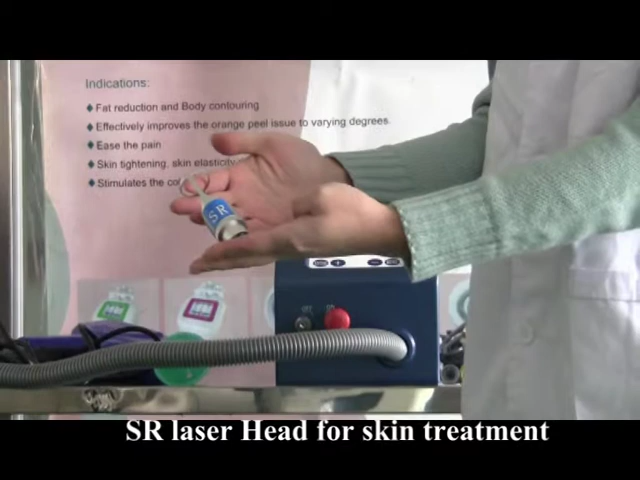 Indications:
Fat reduction and Body contouring
Effectively improves the orange peel issue to varying degrees.
Ease the pain
Skin tightening, skin elasticity
Stimulates the
SR
SR laser Head for skin treatment